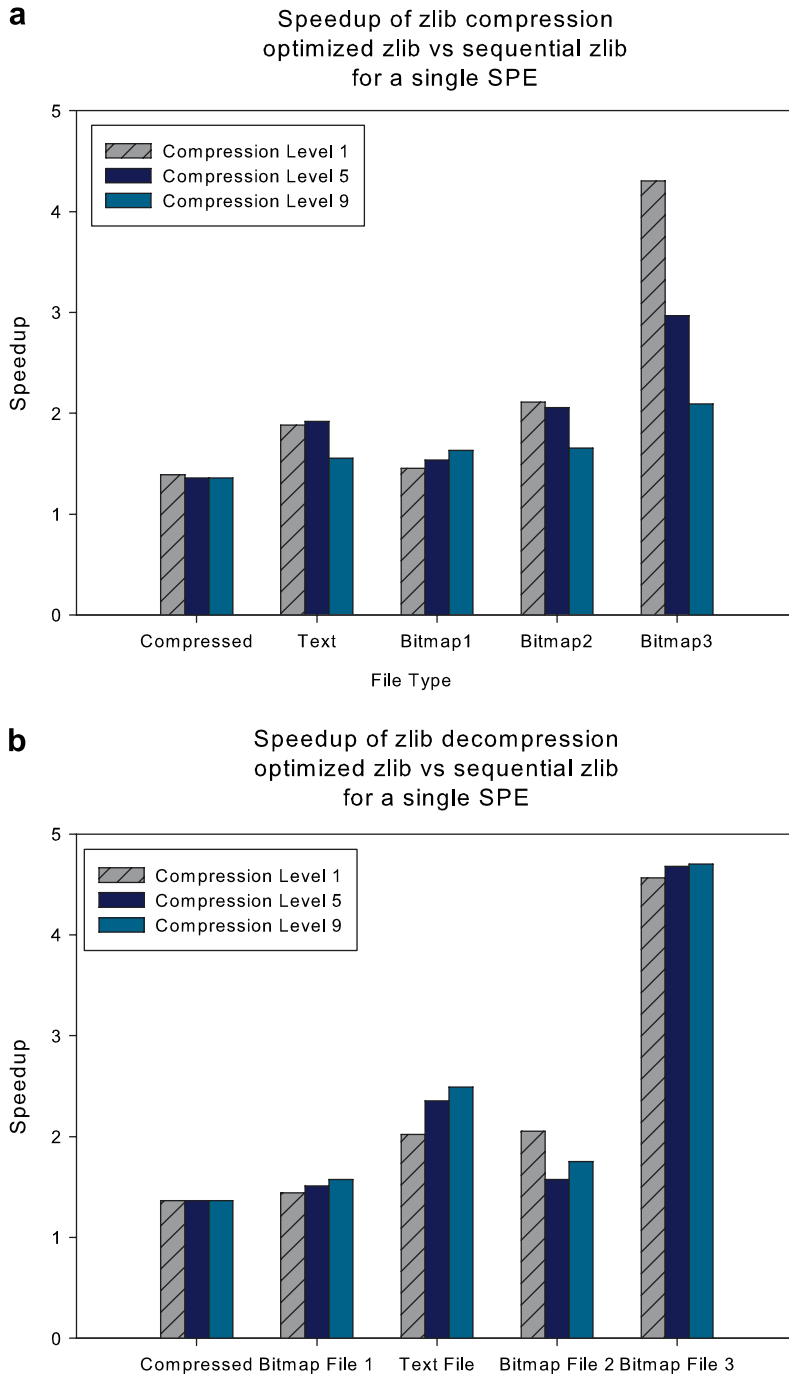 a
Speedup of zlib compression
optimized zlib vs sequential zlib
for a single SPE
5
4
3
2
1
0
Speedup
Compression Level 1
Compression Level 5
Compression Level 9
Compressed Text Bitmap1 Bitmap2 Bitmap3
File Type
b
Speedup of zlib decompression
optimized zlib vs sequential zlib
for a single SPE
5
4
3
2
1
0
Speedup
Compression Level 1
Compression Level 5
Compression Level 9
Compressed Bitmap File 1 Text File Bitmap File 2 Bitmap File 3